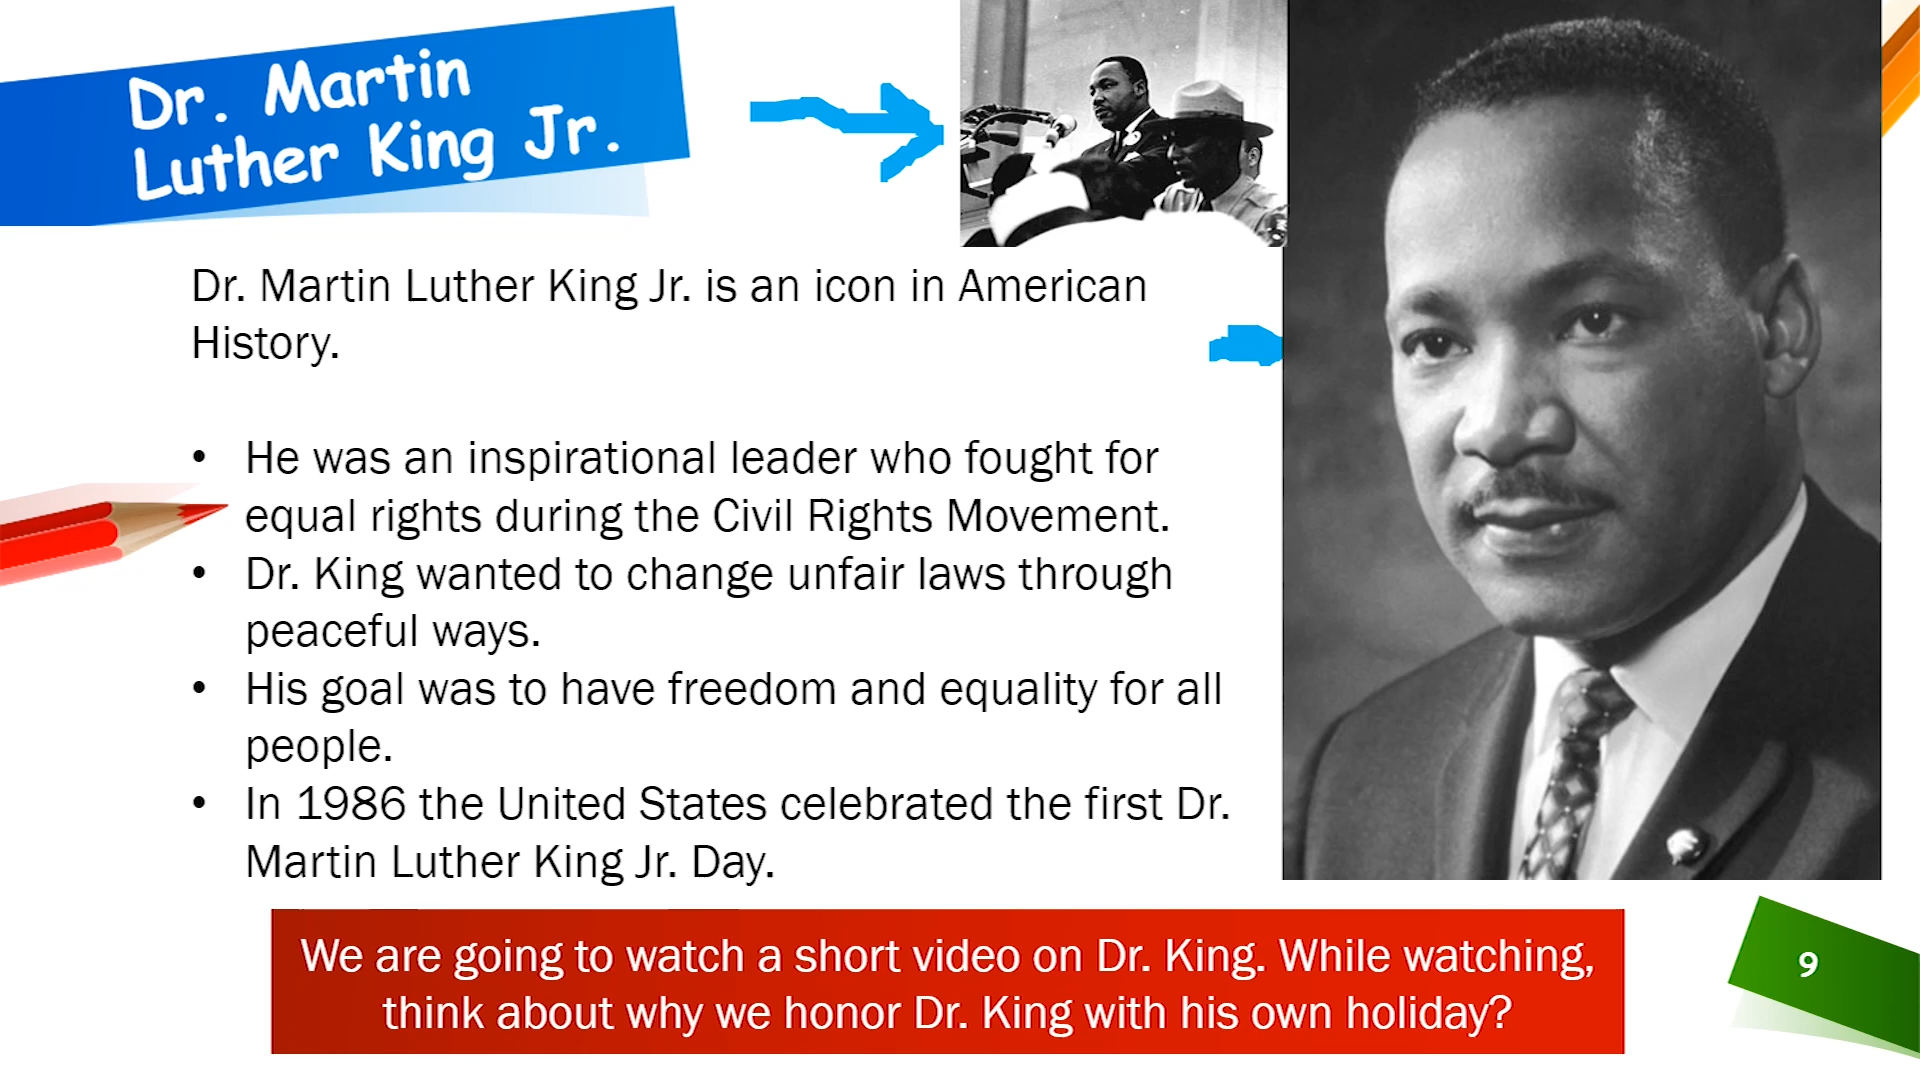 Dr. Martin
Luther King Jr.
Dr. Martin Luther King Jr. is an icon in American
History.
• He was an inspirational leader who fought for
equal rights during the Civil Rights Movement.
• Dr. King wanted to change unfair laws through
peaceful ways.
• His goal was to have freedom and equality for all
people.
• In 1986 the United States celebrated the first Dr.
Martin Luther King Jr. Day.
We are going to watch a short video on Dr. King. While watching,
think about why we honor Dr. King with his own holiday?
9